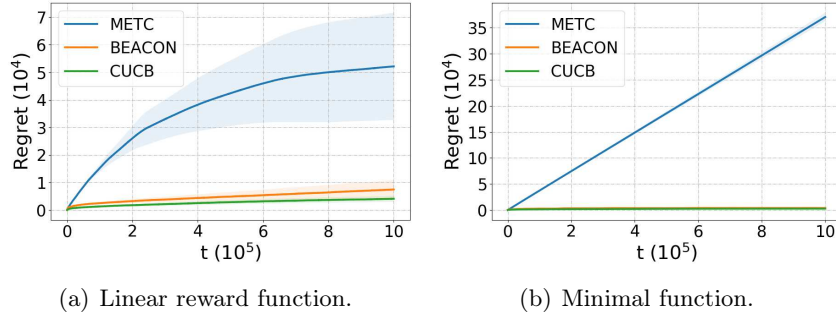 METC
BEACON
CUCB
Regret (10⁴)
7
6
5
4
3
2
1
0
0 2 4 6 8 10
t (10⁵)
(a) Linear reward function.
METC
BEACON
CUCB
Regret (10⁴)
35
30
25
20
15
10
5
0
0 2 4 6 8 10
t (10⁵)
(b) Minimal function.